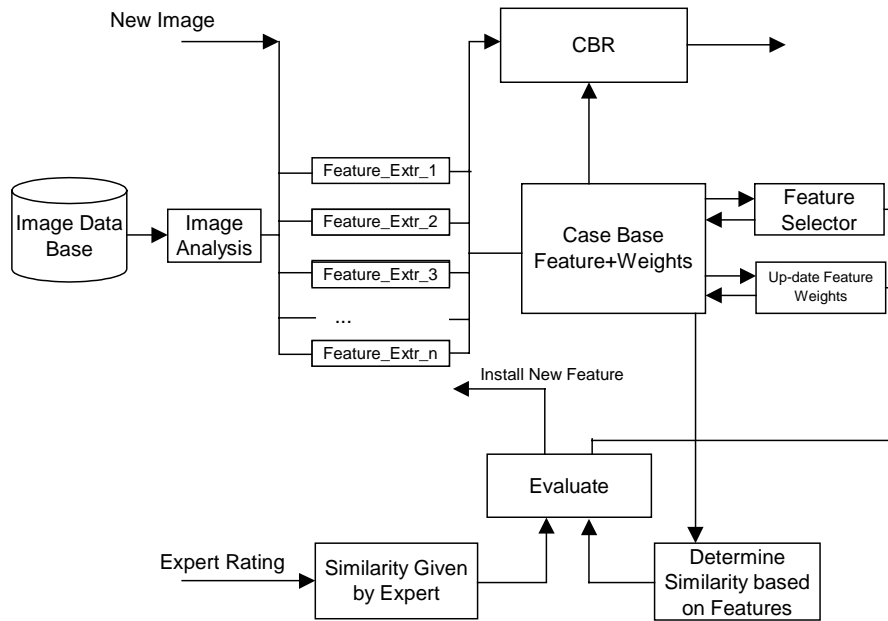 New Image
CBR
Feature_Extr_1
Feature_Extr_2
Feature_Extr_3
...
Feature_Extr_n
Image Data
Base
Image
Analysis
Case Base
Feature+Weights
Feature
Selector
Up-date Feature
Weights
Install New Feature
Evaluate
Expert Rating
Similarity Given
by Expert
Determine
Similarity based
on Features